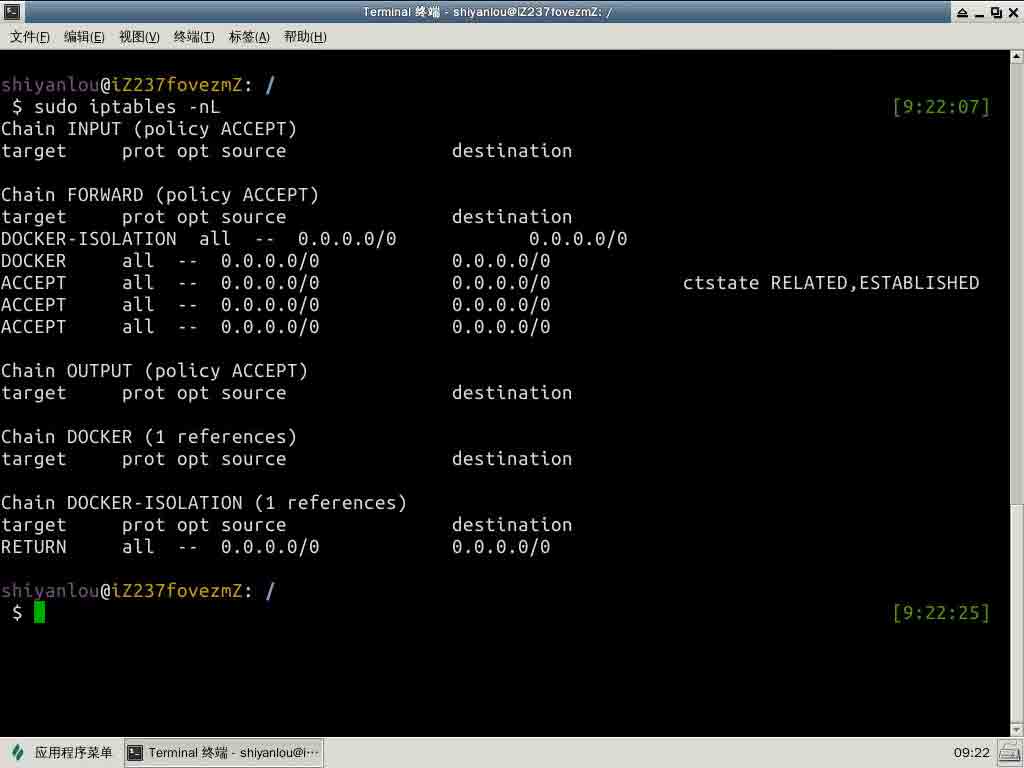 Terminal 终端 - shiyanlou@iZ237fovezmZ: /
文件(F) 编辑(E) 视图(V) 终端(T) 标签(A) 帮助(H)
shiyanlou@iZ237fovezmZ: /
$ sudo iptables -nL [9:22:07]
Chain INPUT (policy ACCEPT)
target prot opt source destination
Chain FORWARD (policy ACCEPT)
target prot opt source destination
DOCKER-ISOLATION all -- 0.0.0.0/0 0.0.0.0/0
DOCKER all -- 0.0.0.0/0 0.0.0.0/0
ACCEPT all -- 0.0.0.0/0 0.0.0.0/0 ctstate RELATED,ESTABLISHED
ACCEPT all -- 0.0.0.0/0 0.0.0.0/0
ACCEPT all -- 0.0.0.0/0 0.0.0.0/0
Chain OUTPUT (policy ACCEPT)
target prot opt source destination
Chain DOCKER (1 references)
target prot opt source destination
Chain DOCKER-ISOLATION (1 references)
target prot opt source destination
RETURN all -- 0.0.0.0/0 0.0.0.0/0
shiyanlou@iZ237fovezmZ: /
$ [9:22:25]
应用程序菜单 Terminal 终端 - shiyanlou@i··· 09:22